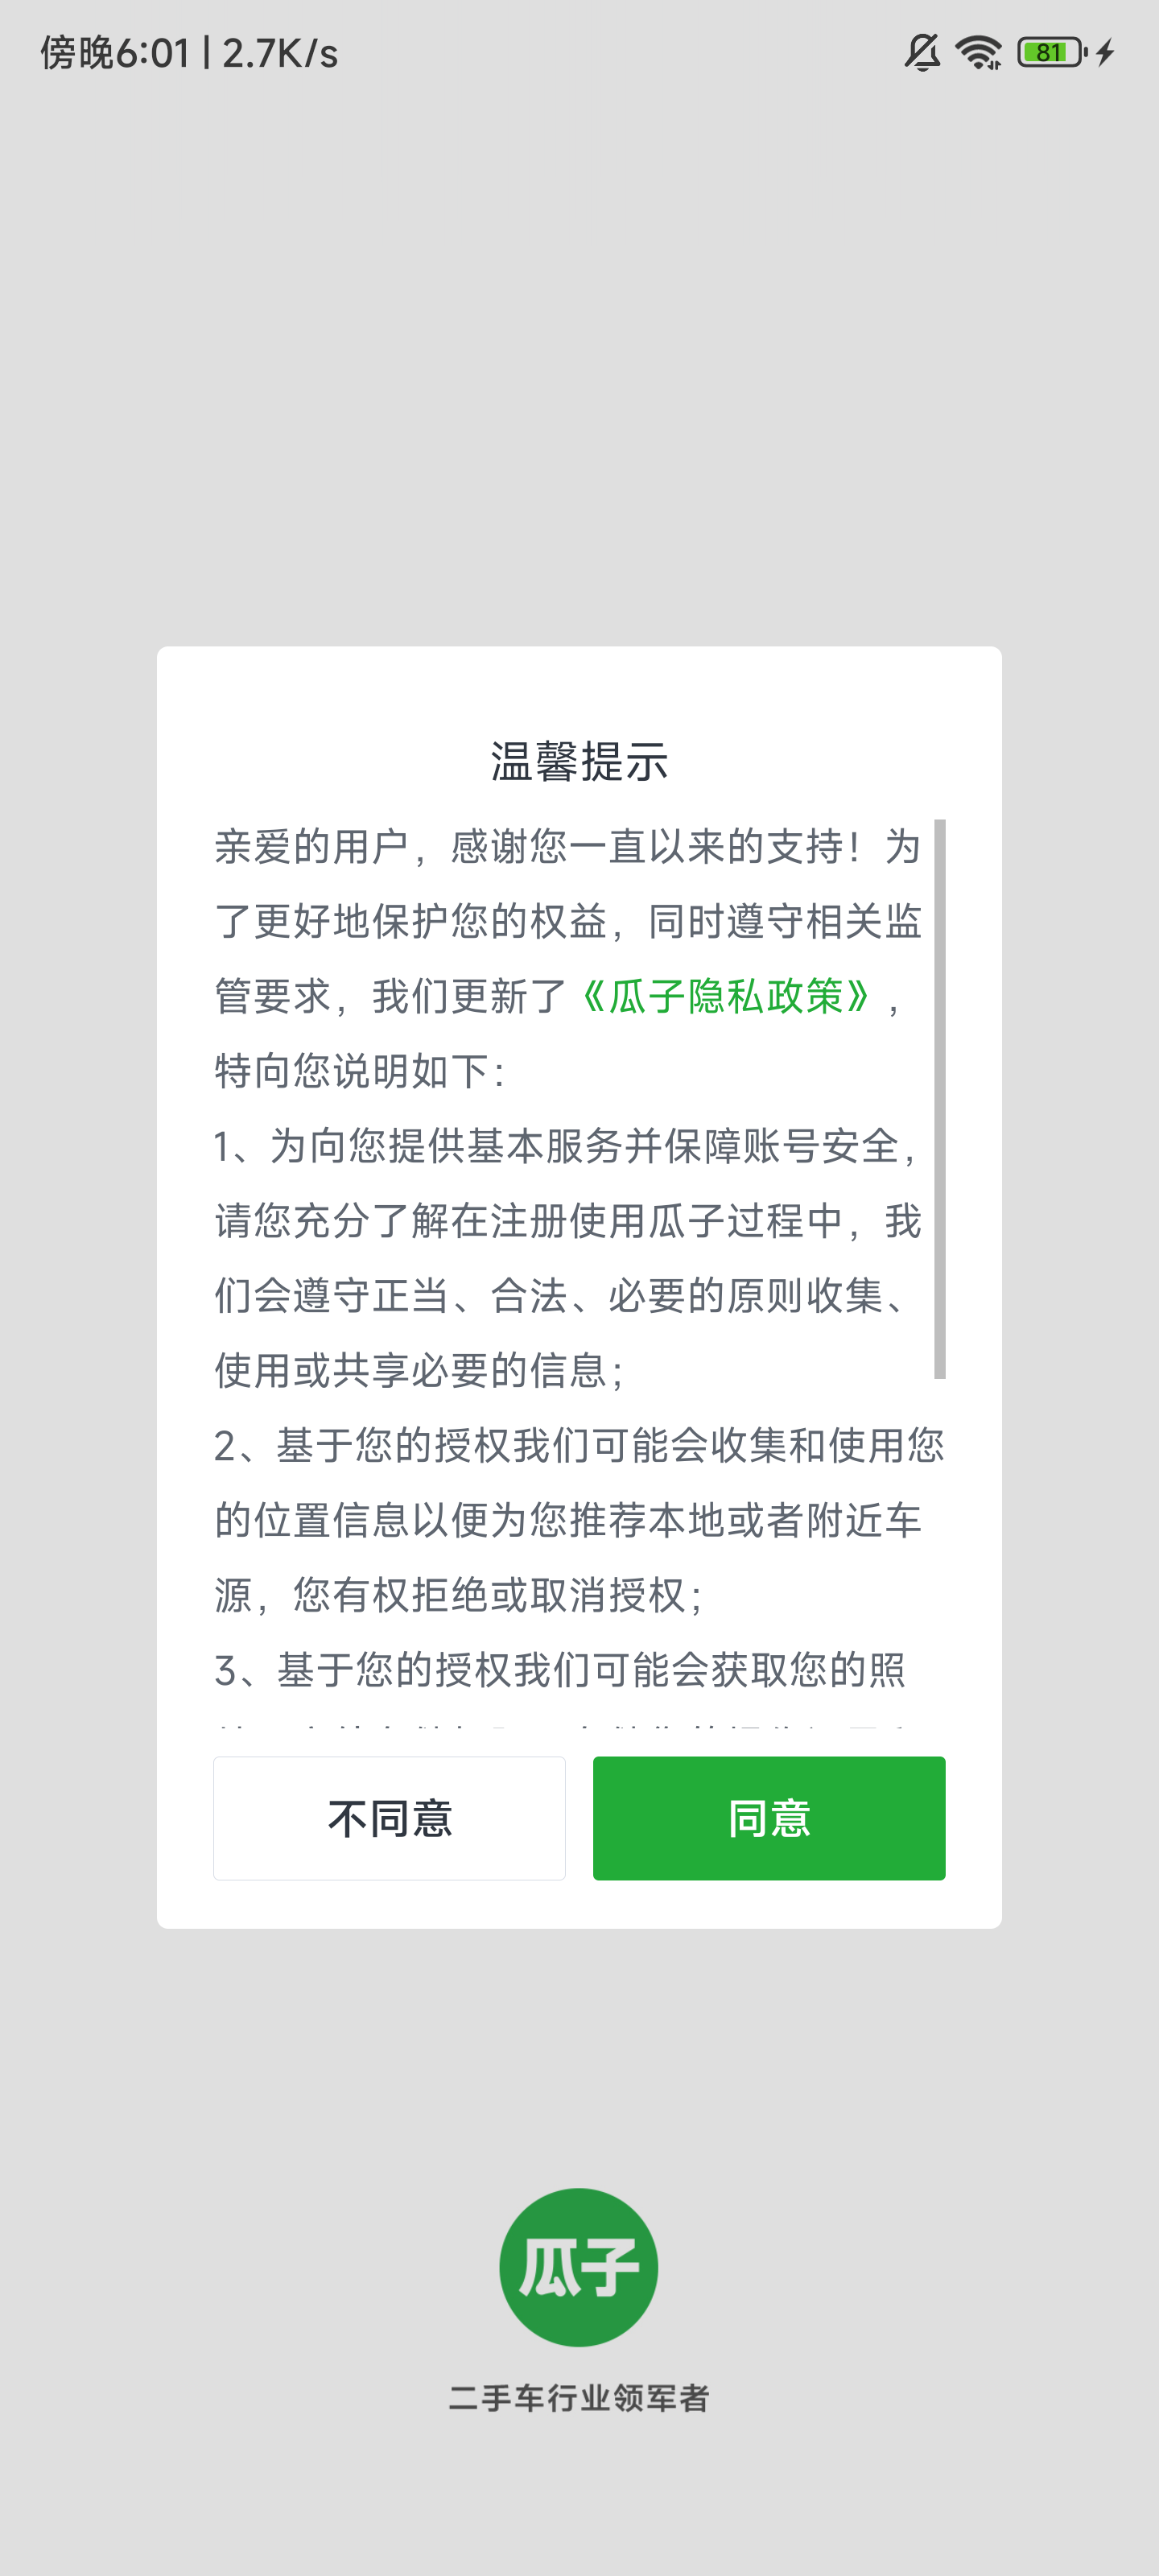 傍晚6:01 | 2.7K/s
81
温馨提示
亲爱的用户，感谢您一直以来的支持！为
了更好地保护您的权益，同时遵守相关监
管要求，我们更新了《瓜子隐私政策》，
特向您说明如下：
1、为向您提供基本服务并保障账号安全，
请您充分了解在注册使用瓜子过程中，我
们会遵守正当、合法、必要的原则收集、
使用或共享必要的信息；
2、基于您的授权我们可能会收集和使用您
的位置信息以便为您推荐本地或者附近车
源，您有权拒绝或取消授权；
3、基于您的授权我们可能会获取您的照
不同意
同意
瓜子
二手车行业领军者